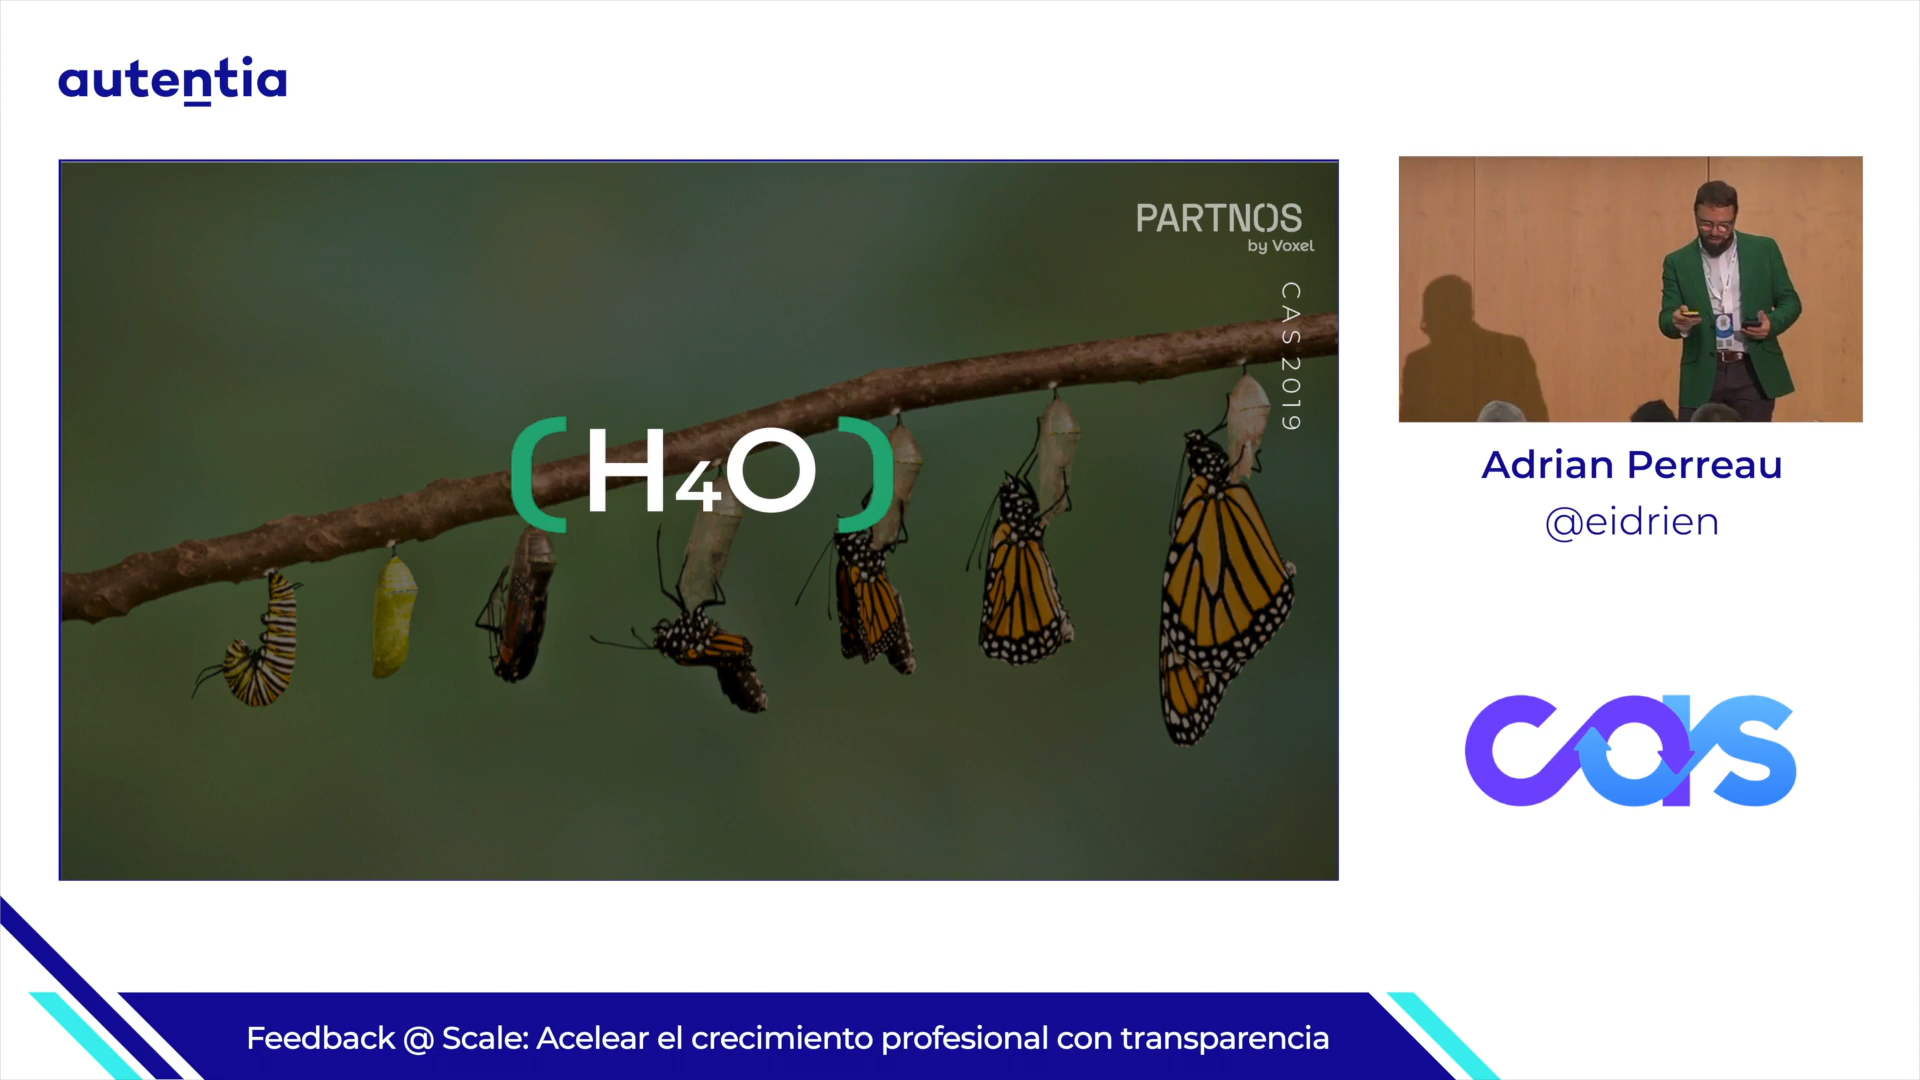 autentia
PARTNOS
by Voxel
CAS 2019
(H4O)
Adrian Perreau
@eidrien
cas
Feedback @ Scale: Acelear el crecimiento profesional con transparencia